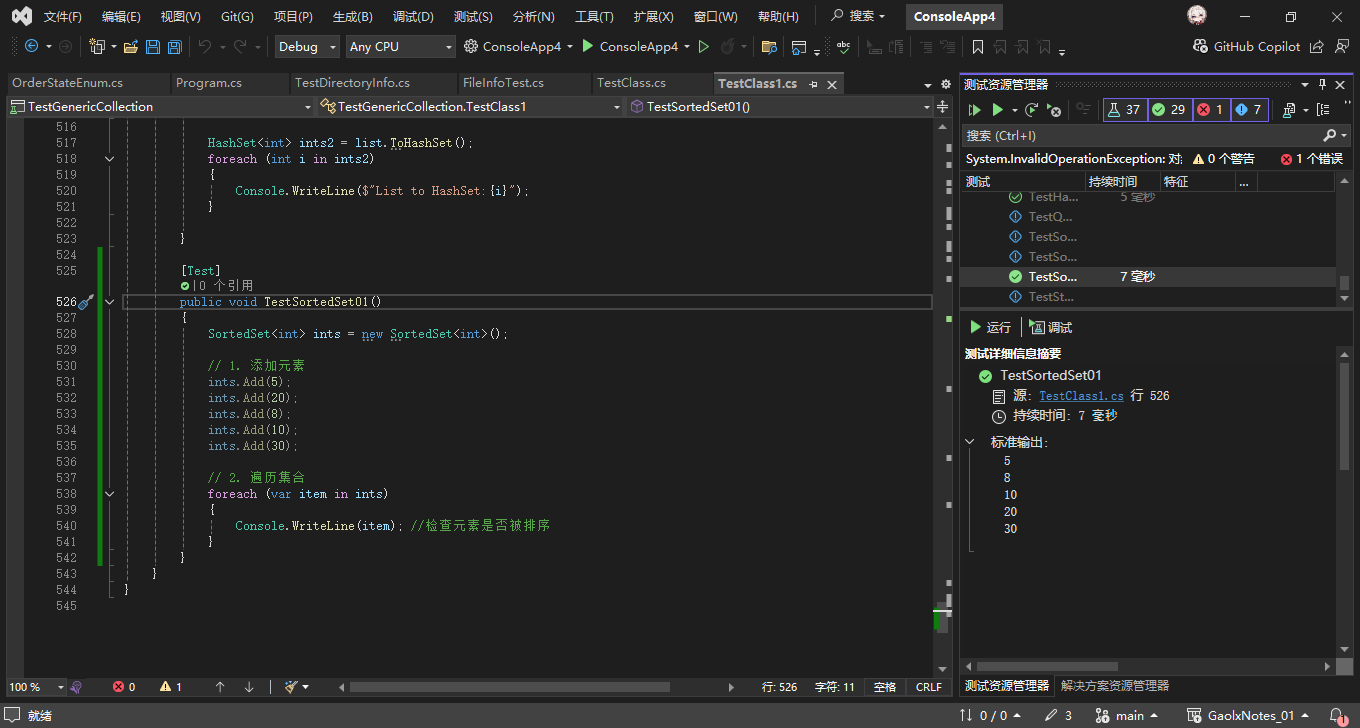 文件(F) 编辑(E) 视图(V) Git(G) 项目(P) 生成(B) 调试(D) 测试(S) 分析(N) 工具(T) 扩展(X) 窗口(W) 帮助(H) 搜索 ConsoleApp4
Debug Any CPU ConsoleApp4 ConsoleApp4 abc GitHub Copilot
OrderStateEnum.cs Program.cs TestDirectoryInfo.cs FileInfoTest.cs TestClass.cs TestClass1.cs
TestGenericCollection TestGenericCollection.TestClass1 TestSortedSet01()
516
517 HashSet<int> ints2 = list.ToHashSet();
518 foreach (int i in ints2)
519 {
520 Console.WriteLine($"List to HashSet:{i}");
521 }
522
523 }
524
525 [Test]
|0 个引用
526 public void TestSortedSet01()
527 {
528 SortedSet<int> ints = new SortedSet<int>();
529
530 // 1. 添加元素
531 ints.Add(5);
532 ints.Add(20);
533 ints.Add(8);
534 ints.Add(10);
535 ints.Add(30);
536
537 // 2. 遍历集合
538 foreach (var item in ints)
539 {
540 Console.WriteLine(item); //检查元素是否被排序
541 }
542 }
543 }
544 }
545
100 % 0 1 行: 526 字符: 11 空格 CRLF
测试资源管理器
37 29 1 7
搜索 (Ctrl+I)
System.InvalidOperationException: 对 0 个警告 1 个错误
测试 持续时间 特征 ...
TestHa... 5 毫秒
TestQ...
TestSo...
TestSo...
TestSo... 7 毫秒
TestSt...
运行 调试
测试详细信息摘要
TestSortedSet01
源: TestClass1.cs 行 526
持续时间: 7 毫秒
标准输出:
5
8
10
20
30
测试资源管理器 解决方案资源管理器
就绪 0 / 0 3 main GaolxNotes_01 1